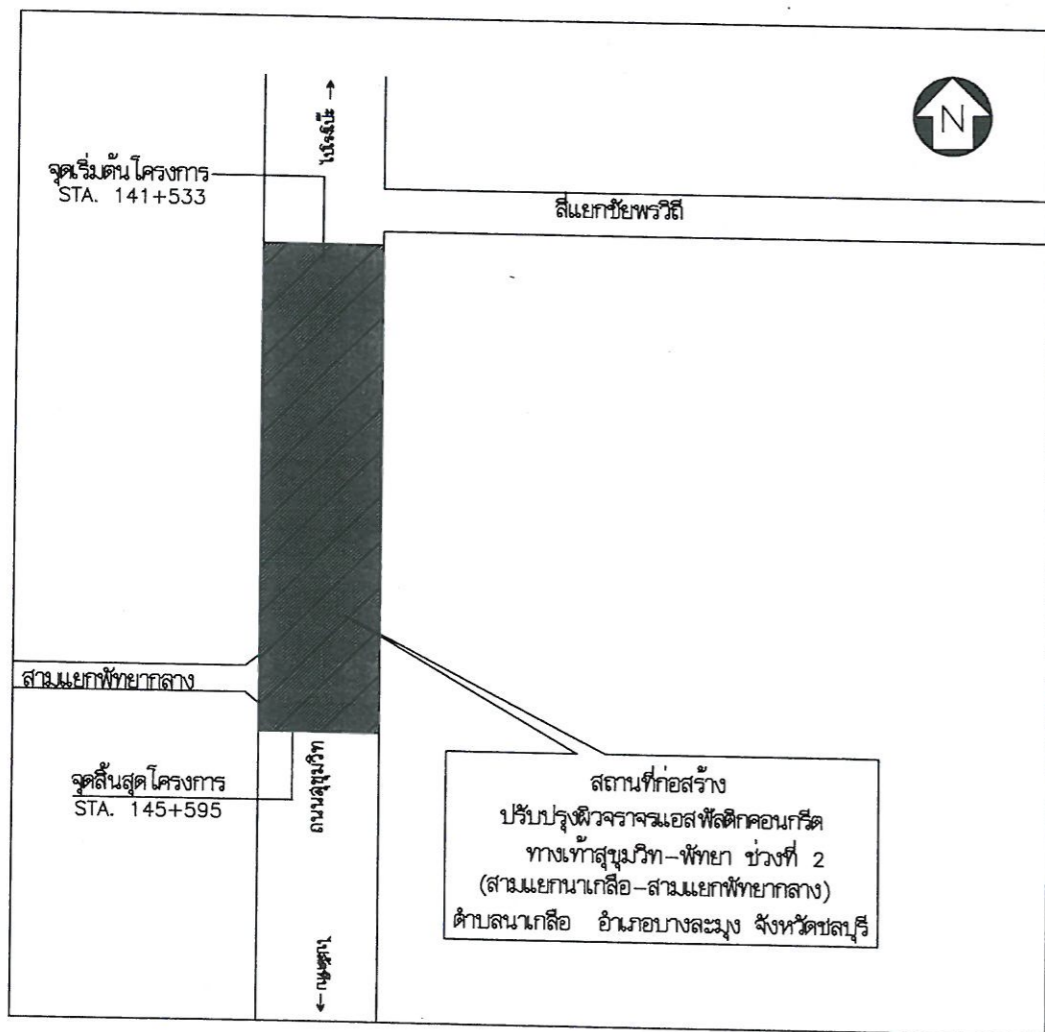 N
จุดเริ่มต้นโครงการ
STA. 141+533
สี่แยกชัยพรวิถี
สามแยกพัทยากลาง
จุดสิ้นสุดโครงการ
STA. 145+595
ถนนสุขุมวิท
สถานที่ก่อสร้าง
ปรับปรุงผิวจราจรแอสฟัลติกคอนกรีต
ทางเท้าสุขุมวิท-พัทยา ช่วงที่ 2
(สามแยกนาเกลือ-สามแยกพัทยากลาง)
ตำบลนาเกลือ อำเภอบางละมุง จังหวัดชลบุรี